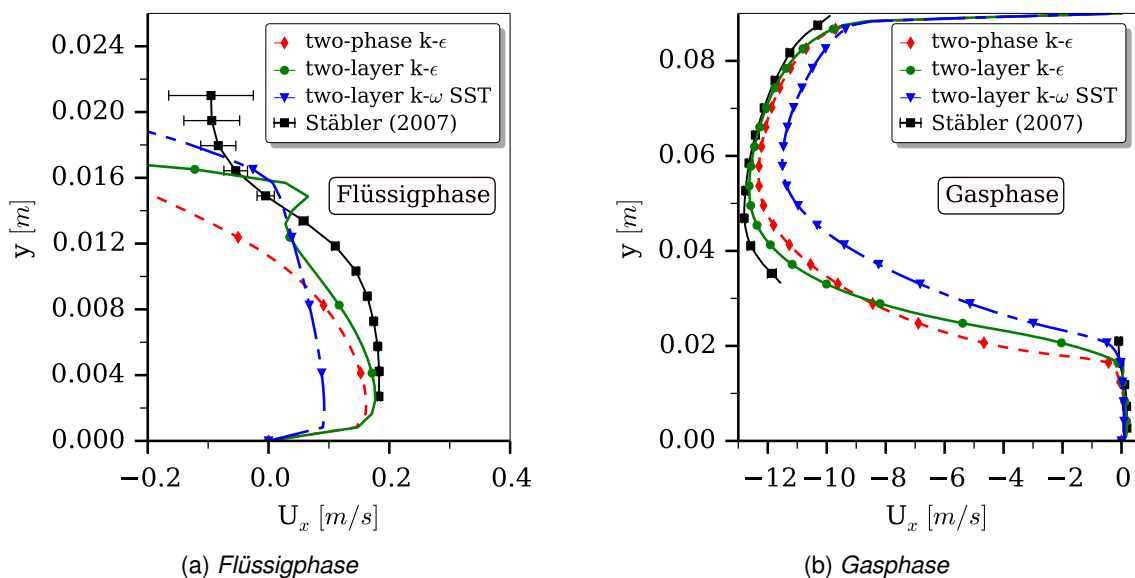 0.024
0.020
0.016
0.012
0.008
0.004
0.000
y [m]
−0.2
0.0
0.2
0.4
U_x [m/s]
two-phase k-ϵ
two-layer k-ϵ
two-layer k-ω SST
Stäbler (2007)
Flüssigphase
(a) Flüssigphase
0.08
0.06
0.04
0.02
0.00
y [m]
−12
−10
−8
−6
−4
−2
0
U_x [m/s]
two-phase k-ϵ
two-layer k-ϵ
two-layer k-ω SST
Stäbler (2007)
Gasphase
(b) Gasphase